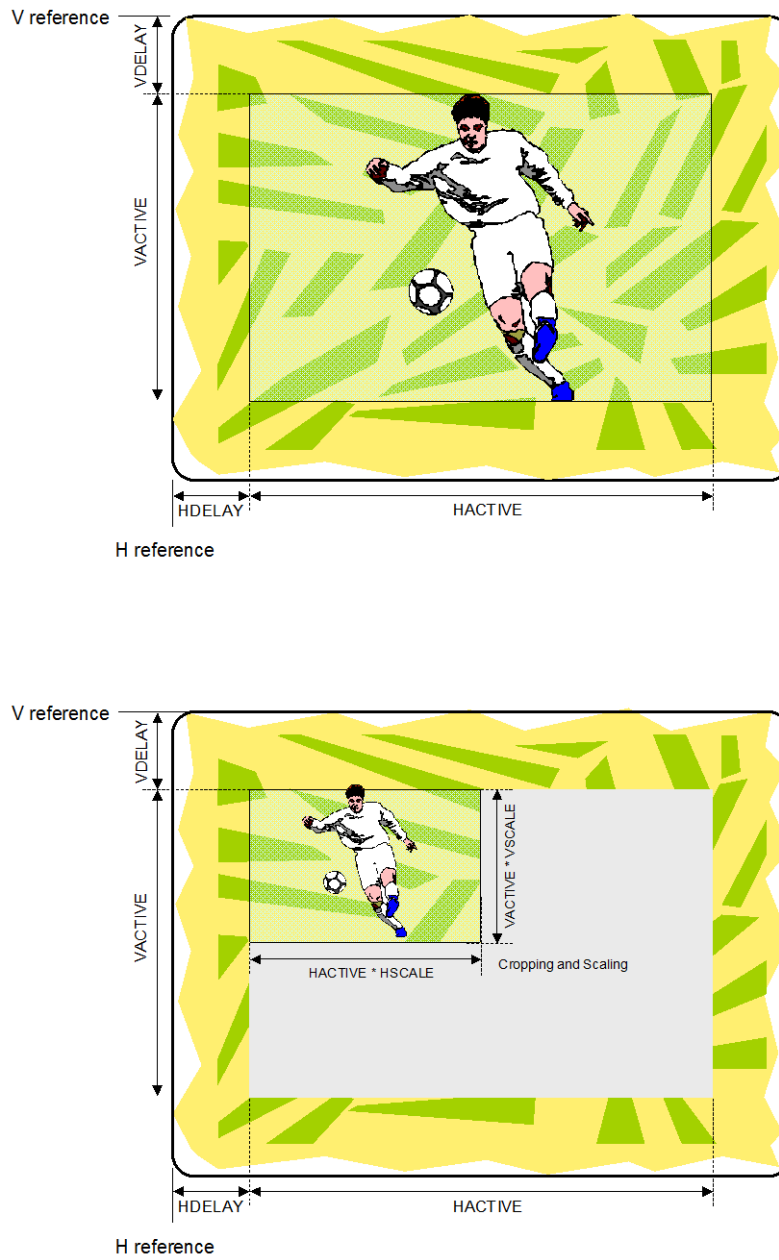 V reference
VDELAY
VACTIVE
HDELAY
HACTIVE
H reference
V reference
VDELAY
VACTIVE
VACTIVE * VSCALE
HACTIVE * HSCALE
Cropping and Scaling
HDELAY
HACTIVE
H reference